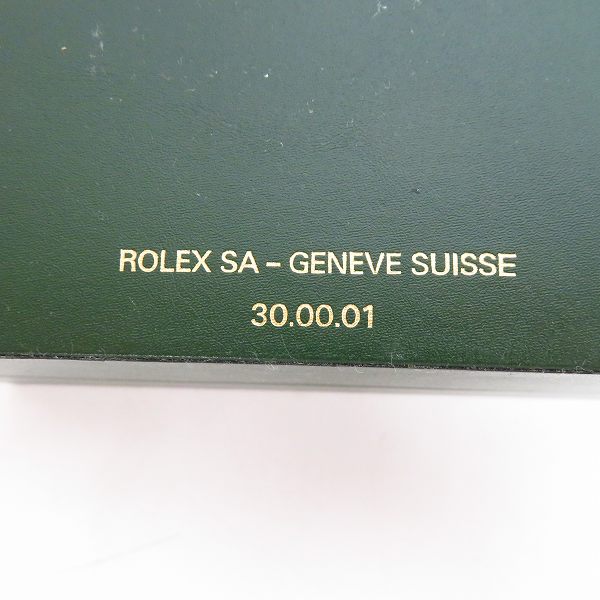 ROLEX SA – GENEVE SUISSE
30.00.01